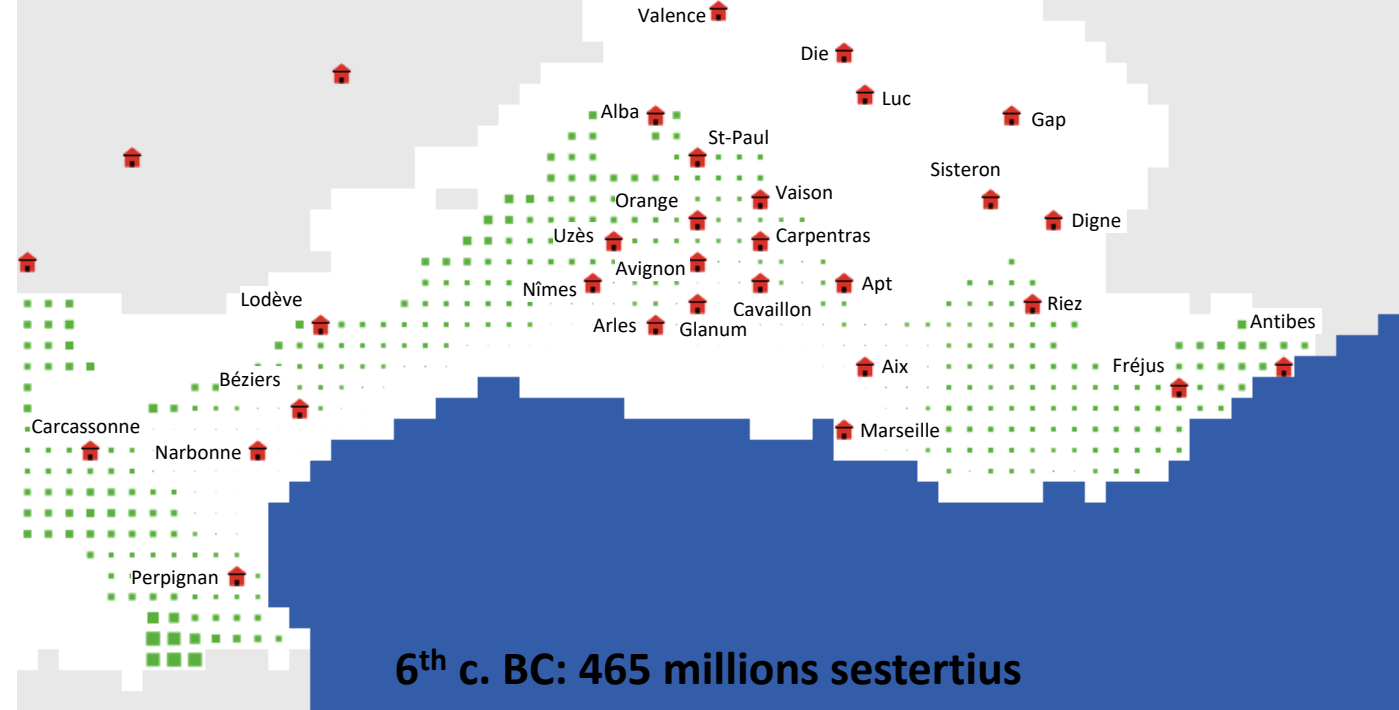 Valence
Die
Luc
Alba
Gap
St-Paul
Sisteron
Vaison
Orange
Digne
Uzès
Carpentras
Avignon
Nîmes
Apt
Lodève
Cavaillon
Riez
Arles
Glanum
Antibes
Aix
Fréjus
Béziers
Carcassonne
Marseille
Narbonne
Perpignan
6th c. BC: 465 millions sestertius